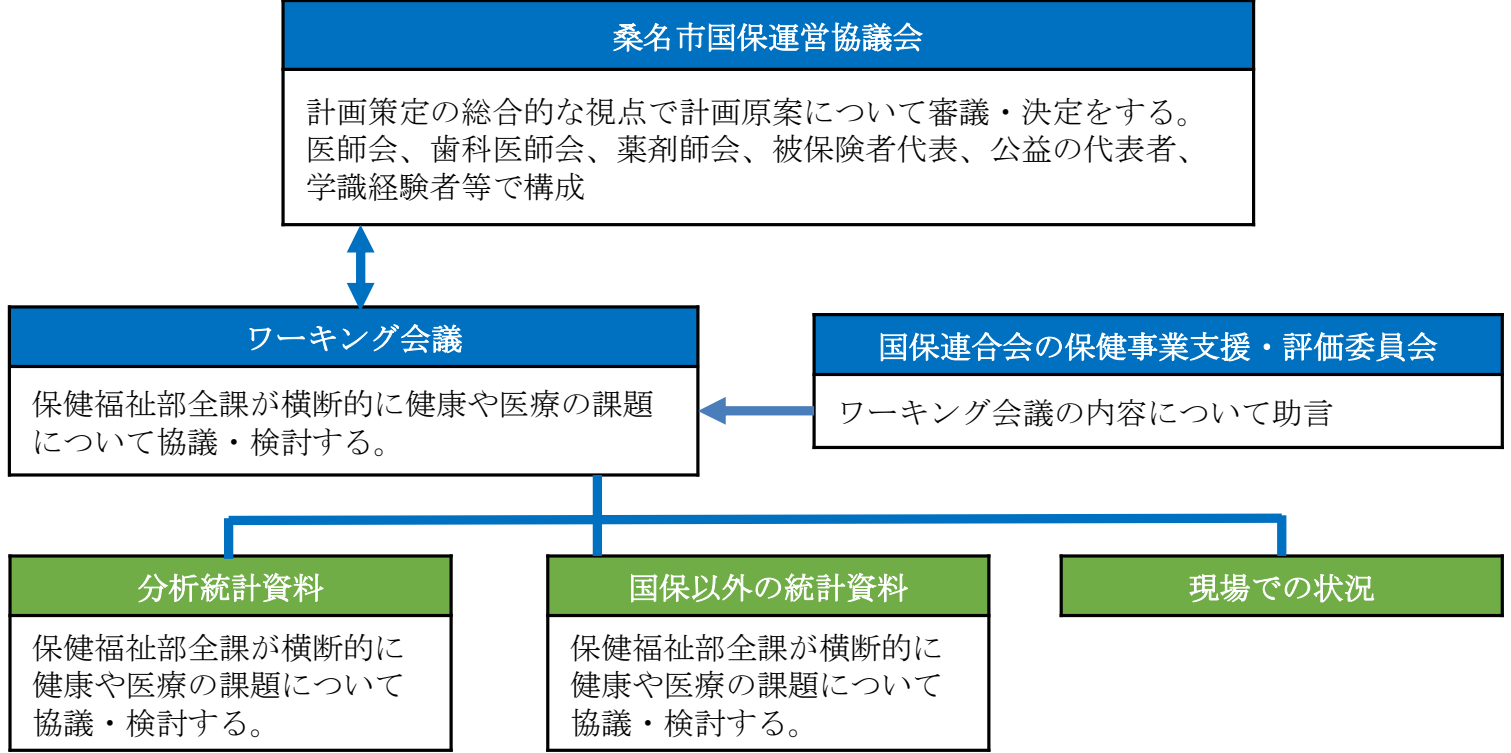 桑名市国保運営協議会
計画策定の総合的な視点で計画原案について審議・決定をする。
医師会、歯科医師会、薬剤師会、被保険者代表、公益の代表者、
学識経験者等で構成
ワーキング会議
保健福祉部全課が横断的に健康や医療の課題
について協議・検討する。
国保連合会の保健事業支援・評価委員会
ワーキング会議の内容について助言
分析統計資料
保健福祉部全課が横断的に
健康や医療の課題について
協議・検討する。
国保以外の統計資料
保健福祉部全課が横断的に
健康や医療の課題について
協議・検討する。
現場での状況